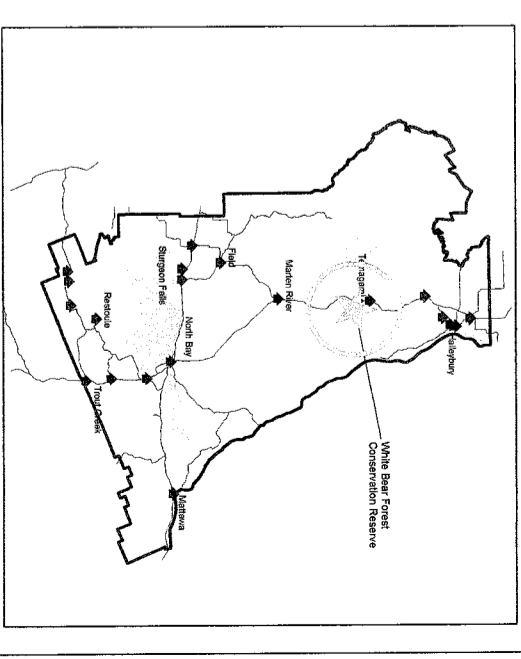 White Bear Forest
Conservation Reserve
Haileybury
Temagami
Marten River
Field
Sturgeon Falls
North Bay
Mattawa
Restoule
Trout Creek